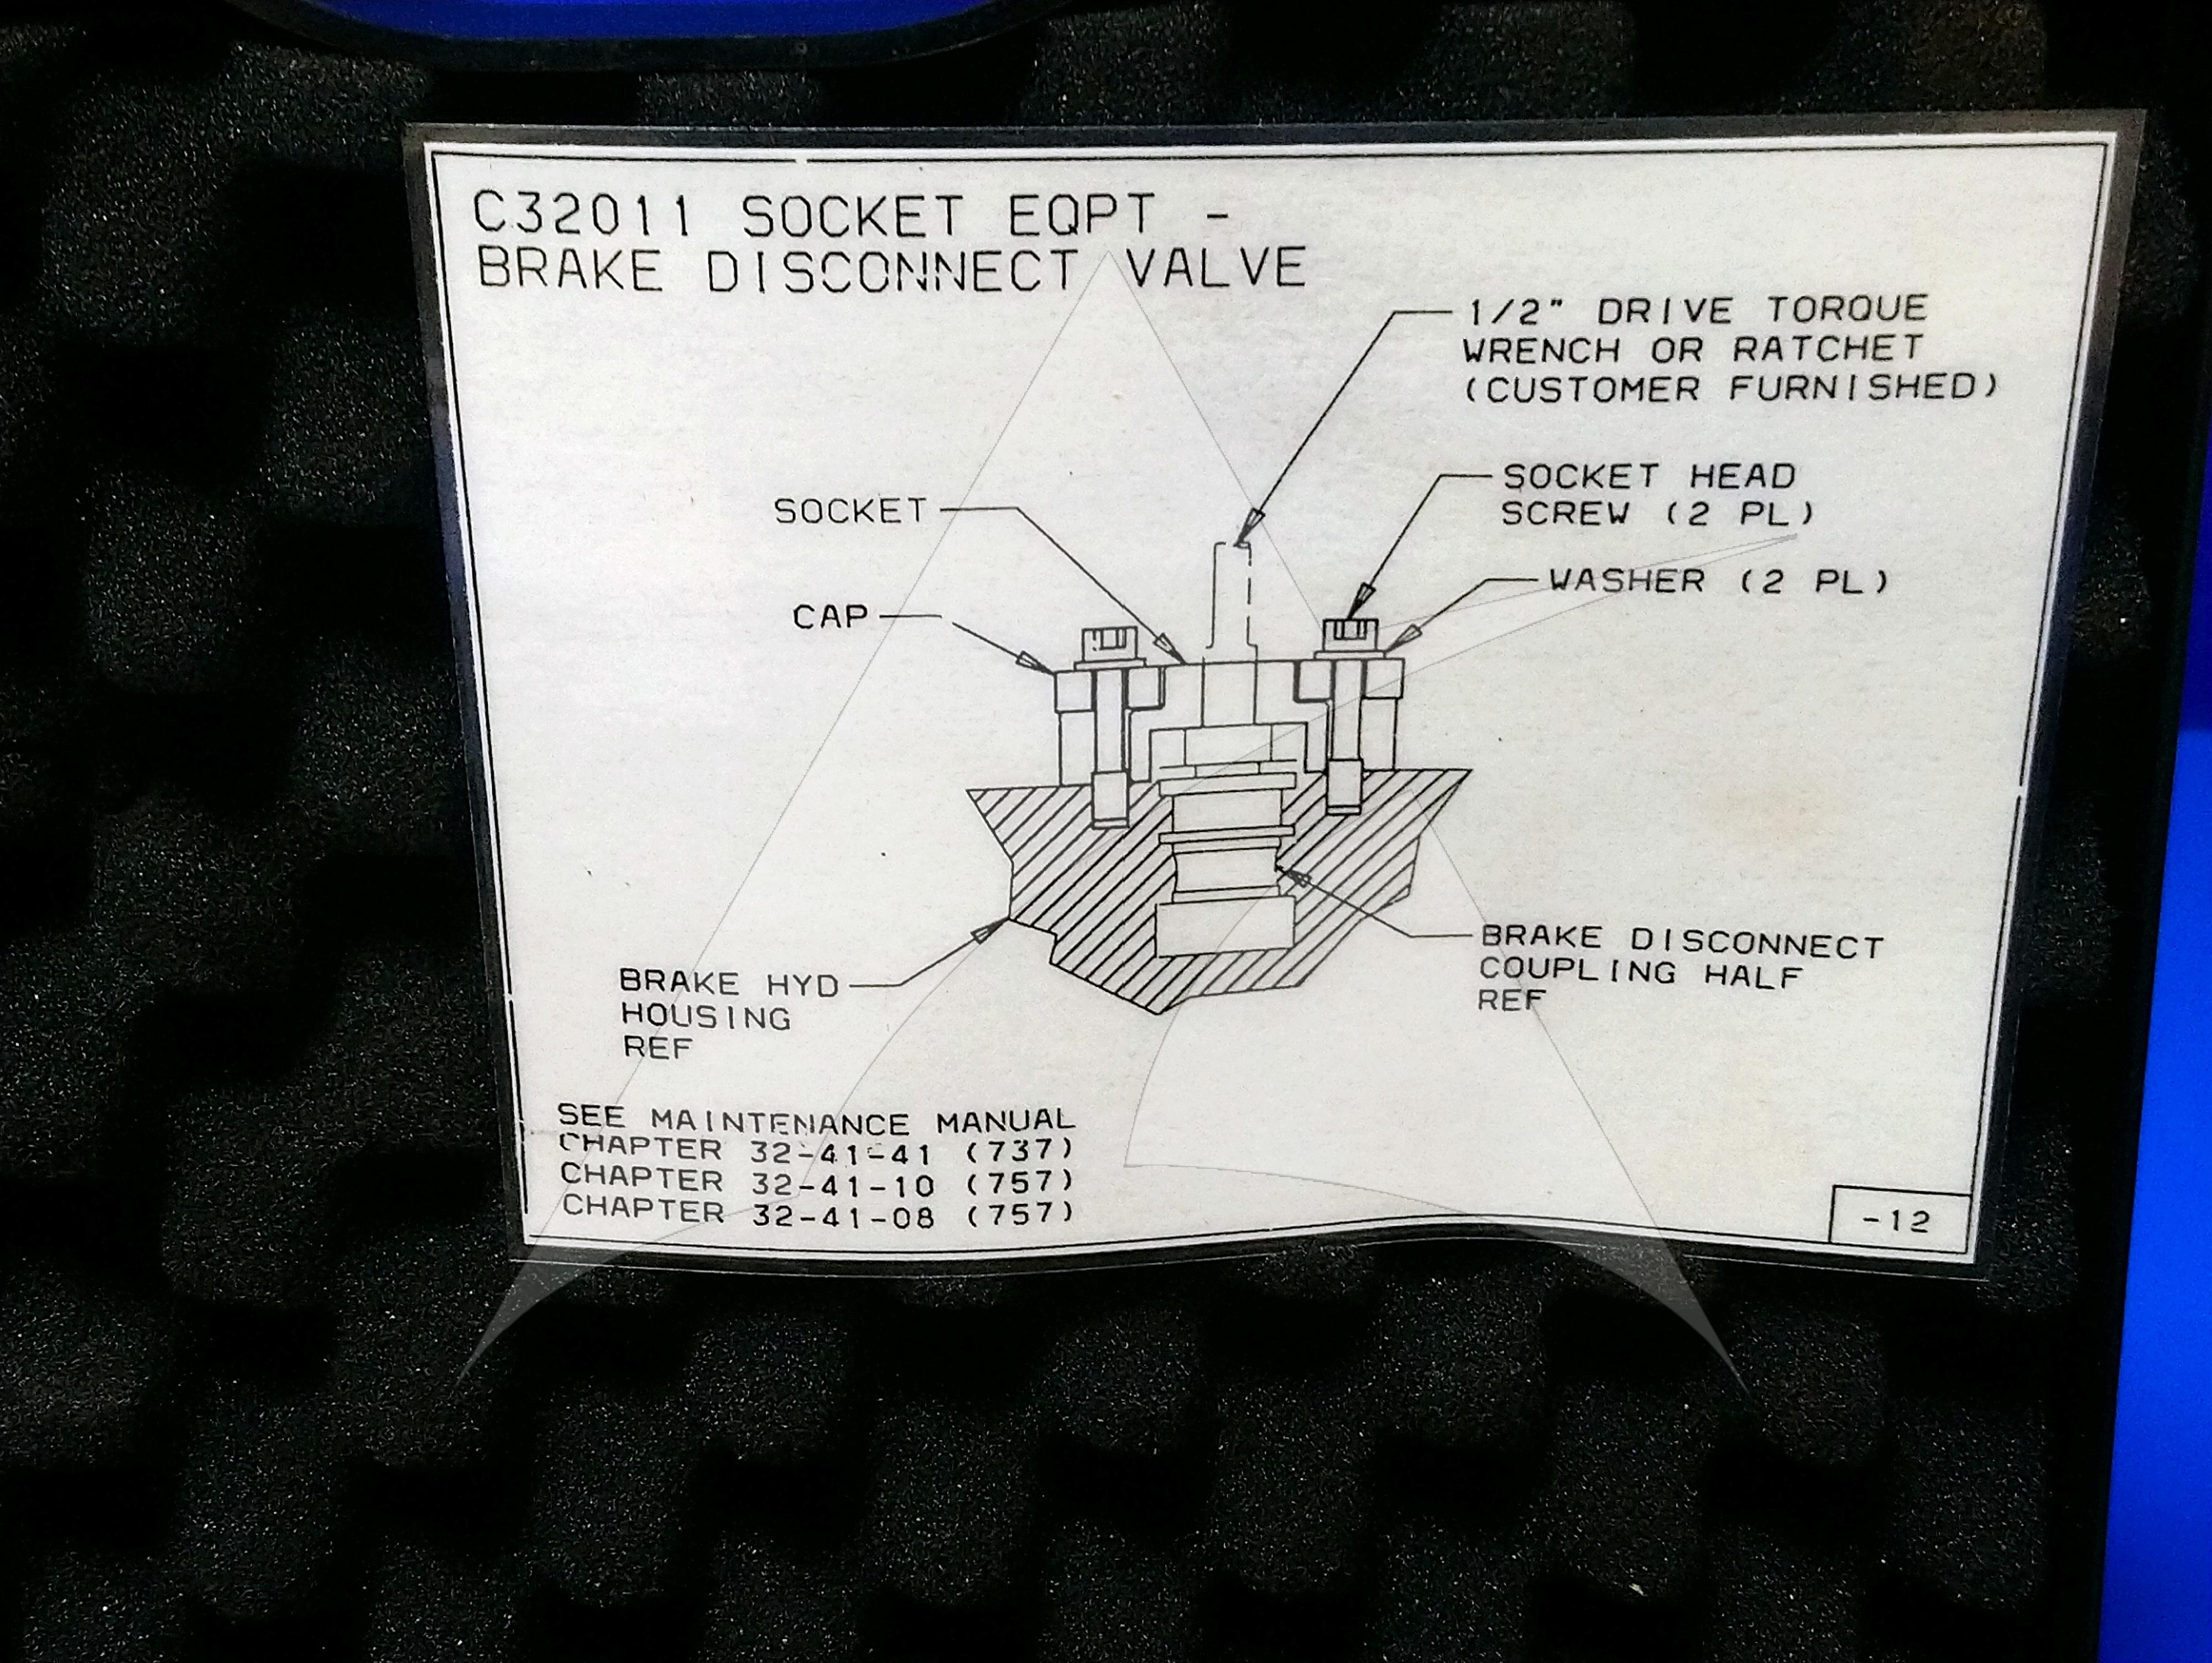 C32011 SOCKET EQPT -
BRAKE DISCONNECT VALVE
1/2" DRIVE TORQUE
WRENCH OR RATCHET
(CUSTOMER FURNISHED)
SOCKET HEAD
SCREW (2 PL)
SOCKET
WASHER (2 PL)
CAP
BRAKE DISCONNECT
COUPLING HALF
REF
BRAKE HYD
HOUSING
REF
SEE MAINTENANCE MANUAL
CHAPTER 32-41-41 (737)
CHAPTER 32-41-10 (757)
CHAPTER 32-41-08 (757)
-12